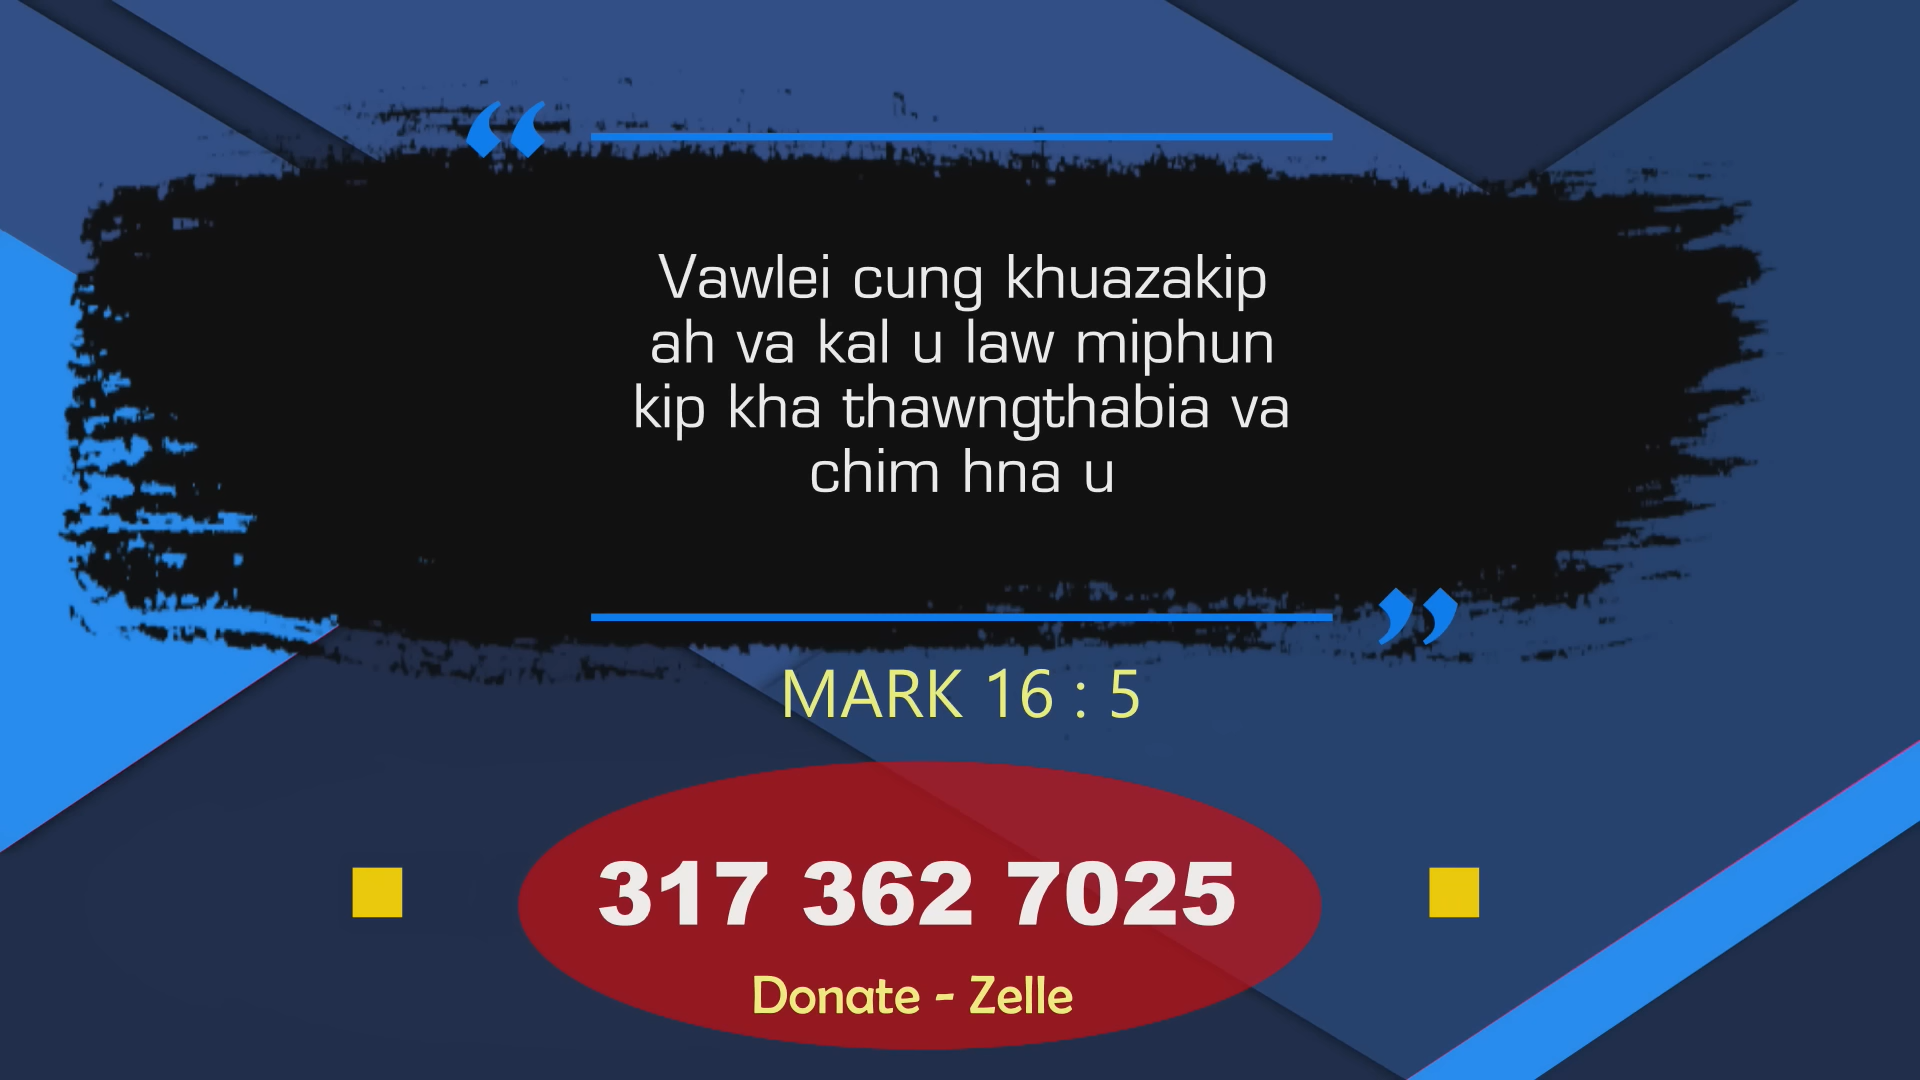 “
Vawlei cung khuazakip
ah va kal u law miphun
kip kha thawngthabia va
chim hna u
”
MARK 16 : 5
317 362 7025
Donate - Zelle